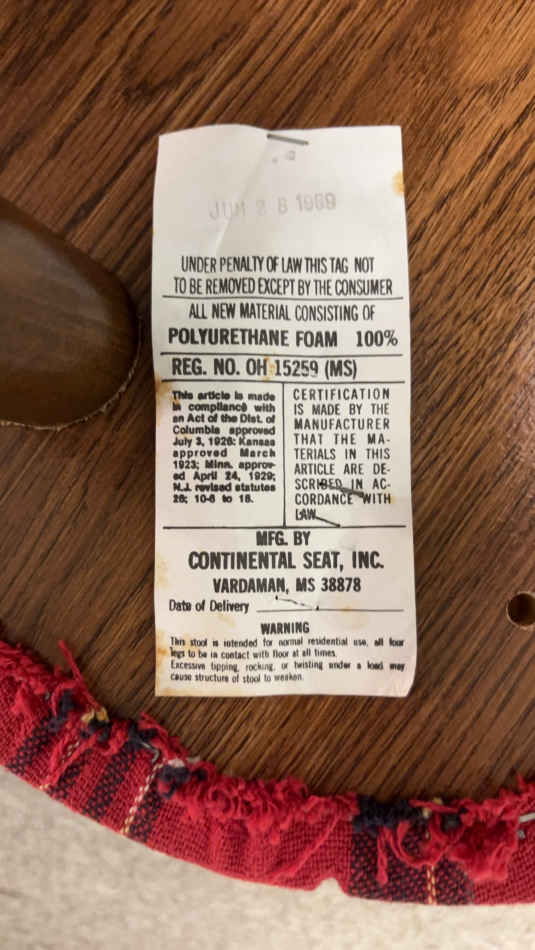 JUN 28 1989
UNDER PENALTY OF LAW THIS TAG NOT
TO BE REMOVED EXCEPT BY THE CONSUMER
ALL NEW MATERIAL CONSISTING OF
POLYURETHANE FOAM 100%
REG. NO. OH 15259 (MS)
This article is made
in compliance with
an Act of the Dist. of
Columbia approved
July 3, 1926; Kansas
approved March
1923; Minn. approv-
ed April 24, 1929;
N.J. revised statutes
26; 10-6 to 18.
CERTIFICATION
IS MADE BY THE
MANUFACTURER
THAT THE MA-
TERIALS IN THIS
ARTICLE ARE DE-
SCRIBED IN AC-
CORDANCE WITH
LAW
MFG. BY
CONTINENTAL SEAT, INC.
VARDAMAN, MS 38878
Date of Delivery
WARNING
This stool is intended for normal residential use, all four
legs to be in contact with floor at all times.
Excessive tipping, rocking, or twisting under a load may
cause structure of stool to weaken.